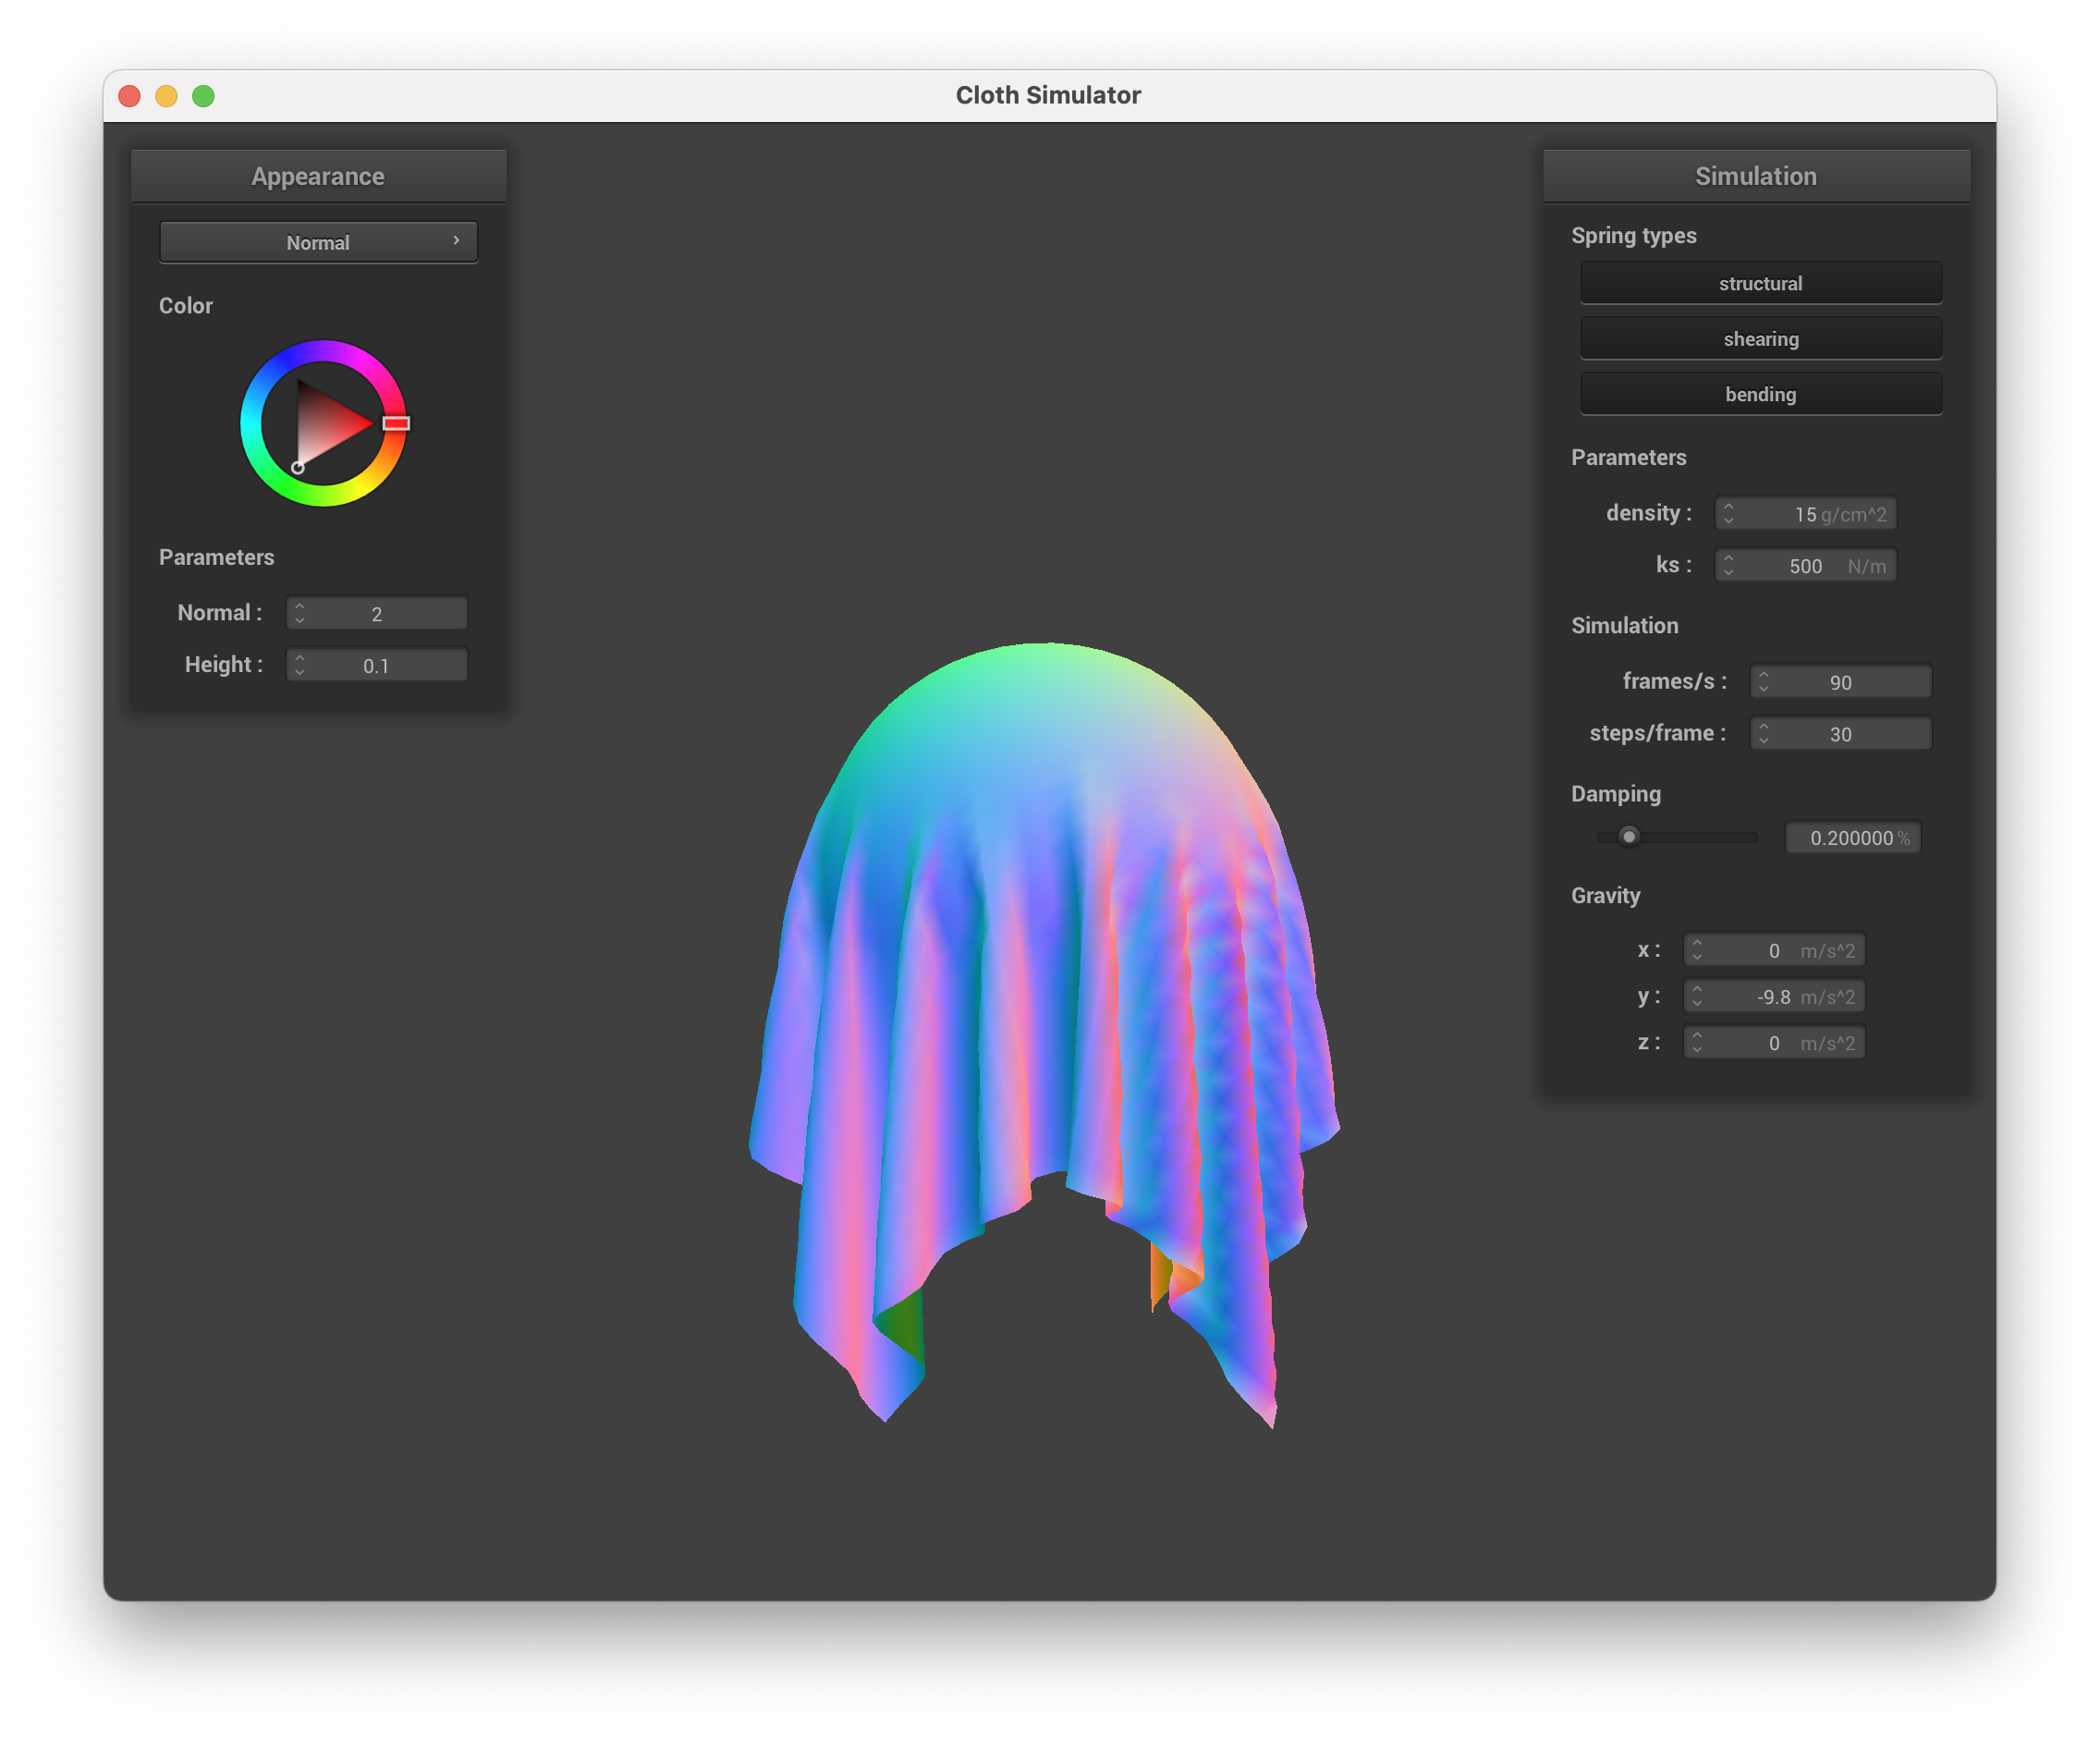 Cloth Simulator
Appearance
Normal
Color
Parameters
Normal : 2
Height : 0.1
Simulation
Spring types
structural
shearing
bending
Parameters
density : 15 g/cm^2
ks : 500 N/m
Simulation
frames/s : 90
steps/frame : 30
Damping
0.200000 %
Gravity
x : 0 m/s^2
y : -9.8 m/s^2
z : 0 m/s^2